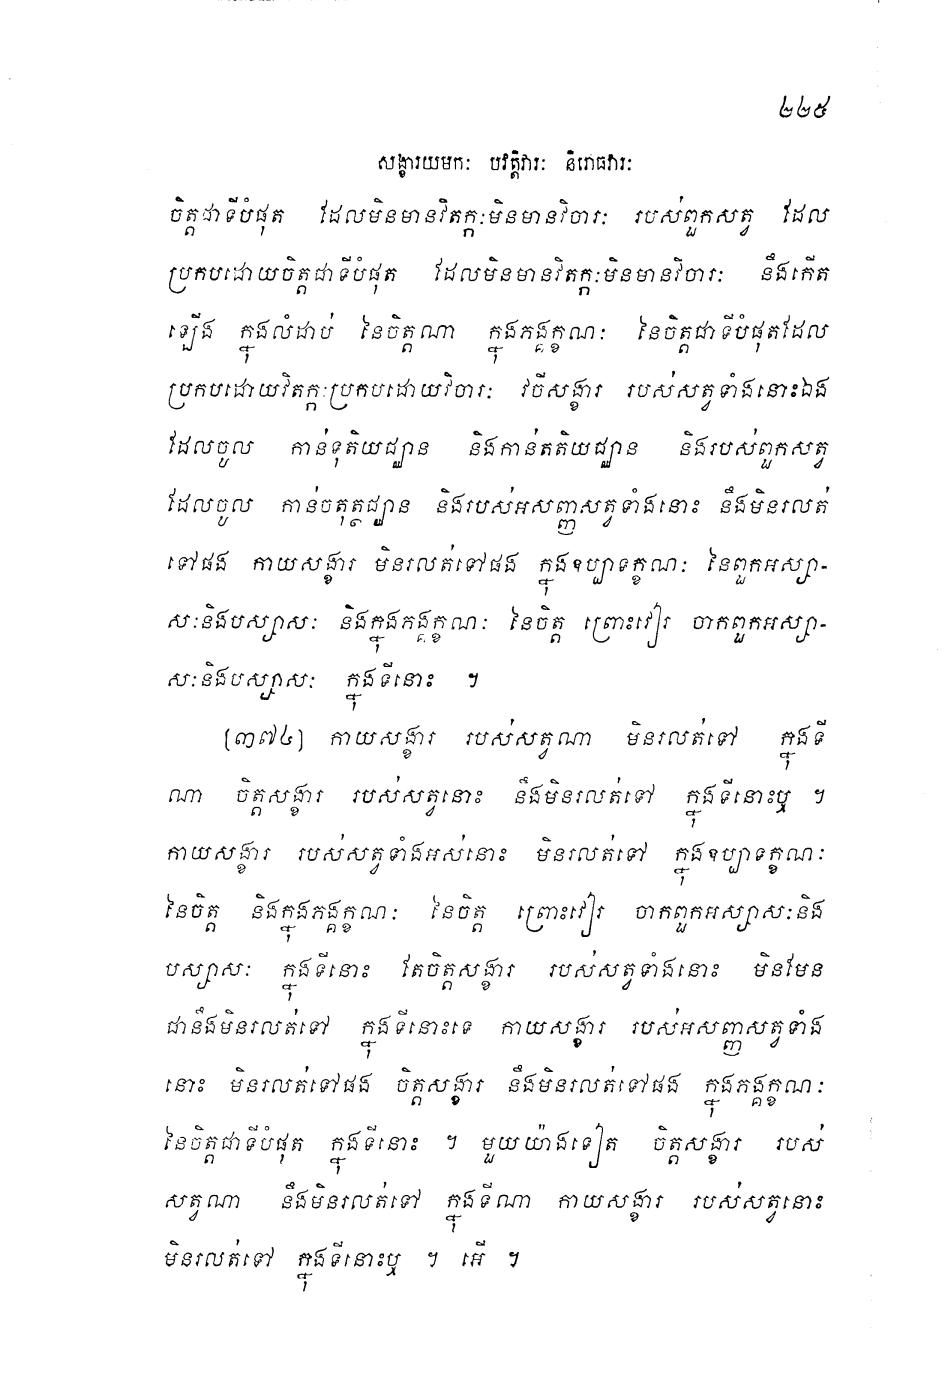 ២២៥
សង្ខារយមកៈ បវត្តិវារៈ និរោធវារៈ
ចិត្តជាទីបំផុត ដែលមិនមានវិតក្កៈមិនមានវិចារៈ របស់ពួកសត្វ ដែល
ប្រកបដោយចិត្តជាទីបំផុត ដែលមិនមានវិតក្កៈមិនមានវិចារៈ នឹងកើត
ឡើង ក្នុងលំដាប់ នៃចិត្តណា ក្នុងភង្គក្ខណៈ នៃចិត្តជាទីបំផុតដែល
ប្រកបដោយវិតក្កៈប្រកបដោយវិចារៈ វចីសង្ខារ របស់សត្វទាំងនោះឯង
ដែលចូល កាន់ទុតិយជ្ឈាន និងកាន់តតិយជ្ឈាន និងរបស់ពួកសត្វ
ដែលចូល កាន់ចតុត្ថជ្ឈាន និងរបស់អសញ្ញសត្វទាំងនោះ នឹងមិនរលត់
ទៅផង កាយសង្ខារ មិនរលត់ទៅផង ក្នុងឧប្បាទក្ខណៈ នៃពួកអស្សា-
សៈនិងបស្សាសៈ និងក្នុងភង្គក្ខណៈ នៃចិត្ត ព្រោះវៀរ ចាកពួកអស្សា-
សៈនិងបស្សាសៈ ក្នុងទីនោះ ។
(៣៧៤) កាយសង្ខារ របស់សត្វណា មិនរលត់ទៅ ក្នុងទី
ណា ចិត្តសង្ខារ របស់សត្វនោះ នឹងមិនរលត់ទៅ ក្នុងទីនោះឬ ។
កាយសង្ខារ របស់សត្វទាំងអស់នោះ មិនរលត់ទៅ ក្នុងឧប្បាទក្ខណៈ
នៃចិត្ត និងក្នុងភង្គក្ខណៈ នៃចិត្ត ព្រោះវៀរ ចាកពួកអស្សាសៈនិង
បស្សាសៈ ក្នុងទីនោះ តែចិត្តសង្ខារ របស់សត្វទាំងនោះ មិនមែន
ជានឹងមិនរលត់ទៅ ក្នុងទីនោះទេ កាយសង្ខារ របស់អសញ្ញសត្វទាំង
នោះ មិនរលត់ទៅផង ចិត្តសង្ខារ នឹងមិនរលត់ទៅផង ក្នុងភង្គក្ខណៈ
នៃចិត្តជាទីបំផុត ក្នុងទីនោះ ។ មួយយ៉ាងទៀត ចិត្តសង្ខារ របស់
សត្វណា នឹងមិនរលត់ទៅ ក្នុងទីណា កាយសង្ខារ របស់សត្វនោះ
មិនរលត់ទៅ ក្នុងទីនោះឬ ។ អើ ។